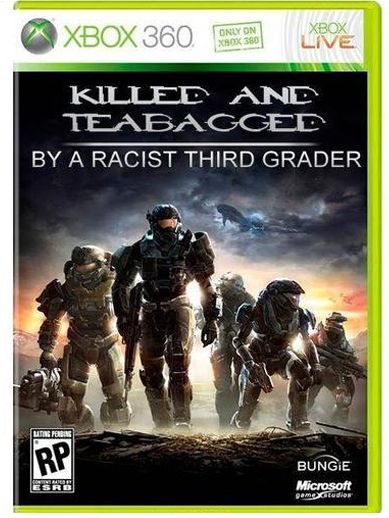 XBOX 360
ONLY ON
XBOX 360
XBOX
LIVE
KILLED AND
TEABAGGED
BY A RACIST THIRD GRADER
RATING PENDING
RP
CONTENT RATED BY
ESRB
BUNGiE
Microsoft
game studios